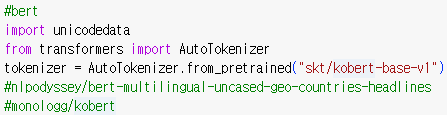 #bert
import unicodedata
from transformers import AutoTokenizer
tokenizer = AutoTokenizer.from_pretrained("skt/kobert-base-v1")
#nlpodyssey/bert-multilingual-uncased-geo-countries-headlines
#monologg/kobert